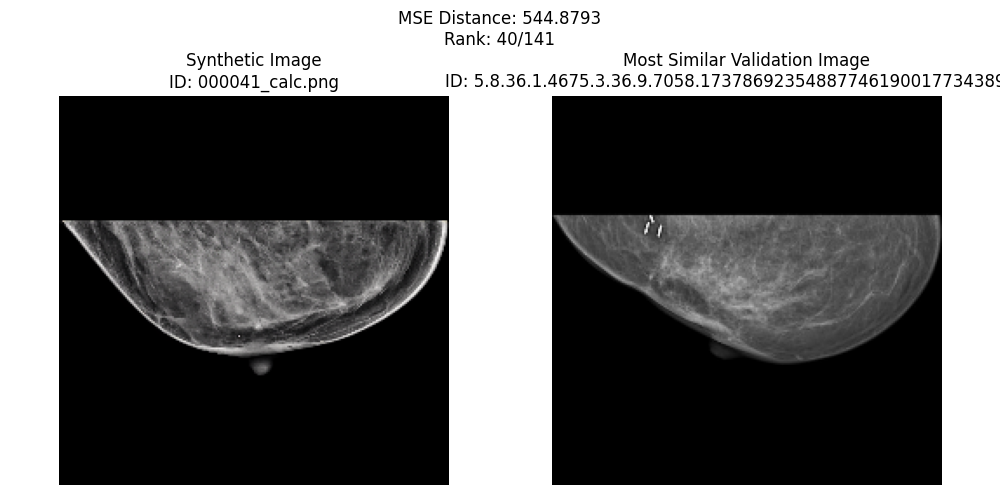 MSE Distance: 544.8793
Rank: 40/141
Synthetic Image
ID: 000041_calc.png
Most Similar Validation Image
ID: 5.8.36.1.4675.3.36.9.7058.17378692354887746190017734389